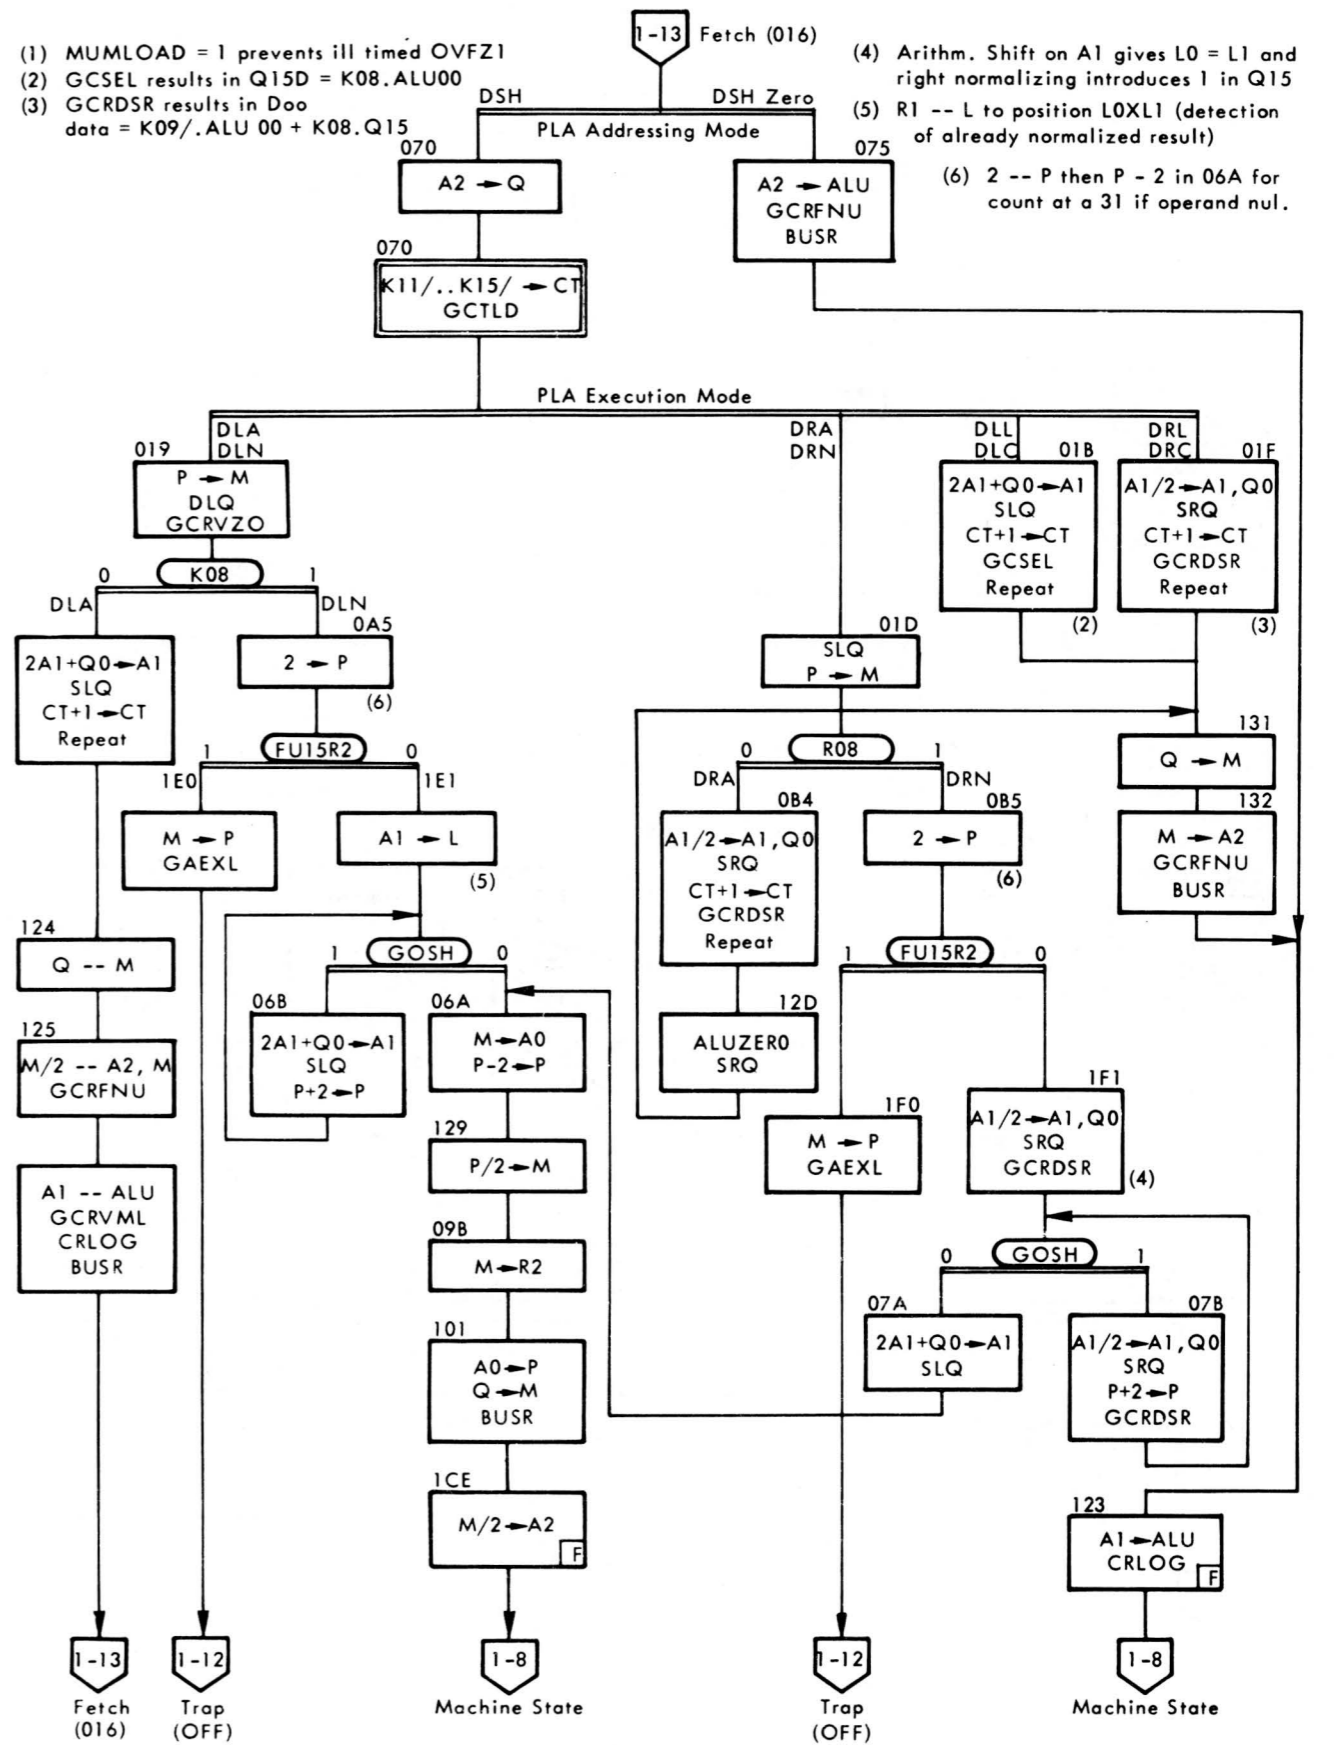 1-13 Fetch (016)
(1) MUMLOAD = 1 prevents ill timed OVFZ1
(2) GCSEL results in Q15D = K08.ALU00
(3) GCRDSR results in Doo
data = K09/.ALU 00 + K08.Q15
(4) Arithm. Shift on A1 gives L0 = L1 and
right normalizing introduces 1 in Q15
(5) R1 -- L to position L0XL1 (detection
of already normalized result)
(6) 2 -- P then P - 2 in 06A for
count at a 31 if operand nul.
DSH
DSH Zero
PLA Addressing Mode
070
A2 → Q
075
A2 → ALU
GCRFNU
BUSR
070
K11/..K15/ → CT
GCTLD
PLA Execution Mode
DLA
DLN
019
P → M
DLQ
GCRVZO
DRA
DRN
DLL
DLC
01B
2A1+Q0→A1
SLQ
CT+1→CT
GCSEL
Repeat
(2)
DRL
DRC
01F
A1/2→A1,Q0
SRQ
CT+1→CT
GCRDSR
Repeat
(3)
0
K08
1
DLA
DLN
2A1+Q0→A1
SLQ
CT+1→CT
Repeat
0A5
2 → P
(6)
01D
SLQ
P → M
1
FU15R2
0
1E0
1E1
M → P
GAEXL
A1 → L
(5)
0
R08
1
DRA
DRN
0B4
A1/2→A1,Q0
SRQ
CT+1→CT
GCRDSR
Repeat
0B5
2 → P
(6)
131
Q → M
132
M → A2
GCRFNU
BUSR
124
Q -- M
1
GOSH
0
1
FU15R2
0
125
M/2 -- A2, M
GCRFNU
06B
2A1+Q0→A1
SLQ
P+2→P
06A
M→A0
P-2→P
12D
ALUZERO
SRQ
A1 -- ALU
GCRVML
CRLOG
BUSR
129
P/2→M
1F0
M → P
GAEXL
1F1
A1/2→A1,Q0
SRQ
GCRDSR
(4)
09B
M→R2
0
GOSH
1
101
A0→P
Q→M
BUSR
07A
2A1+Q0→A1
SLQ
07B
A1/2→A1,Q0
SRQ
P+2→P
GCRDSR
1CE
M/2→A2
F
123
A1→ALU
CRLOG
F
1-13
1-12
1-8
1-12
1-8
Fetch
(016)
Trap
(OFF)
Machine State
Trap
(OFF)
Machine State